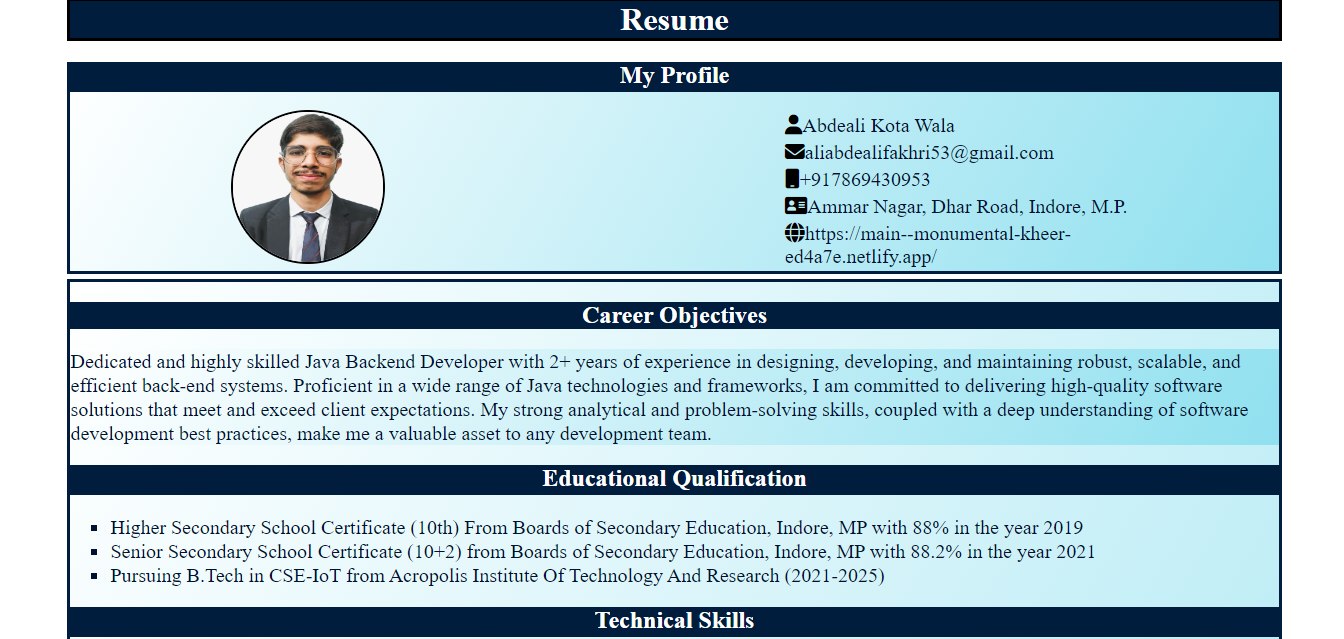 Resume
My Profile
Abdeali Kota Wala
aliabdealifakhri53@gmail.com
+917869430953
Ammar Nagar, Dhar Road, Indore, M.P.
https://main--monumental-kheer-
ed4a7e.netlify.app/
Career Objectives
Dedicated and highly skilled Java Backend Developer with 2+ years of experience in designing, developing, and maintaining robust, scalable, and
efficient back-end systems. Proficient in a wide range of Java technologies and frameworks, I am committed to delivering high-quality software
solutions that meet and exceed client expectations. My strong analytical and problem-solving skills, coupled with a deep understanding of software
development best practices, make me a valuable asset to any development team.
Educational Qualification
Higher Secondary School Certificate (10th) From Boards of Secondary Education, Indore, MP with 88% in the year 2019
Senior Secondary School Certificate (10+2) from Boards of Secondary Education, Indore, MP with 88.2% in the year 2021
Pursuing B.Tech in CSE-IoT from Acropolis Institute Of Technology And Research (2021-2025)
Technical Skills